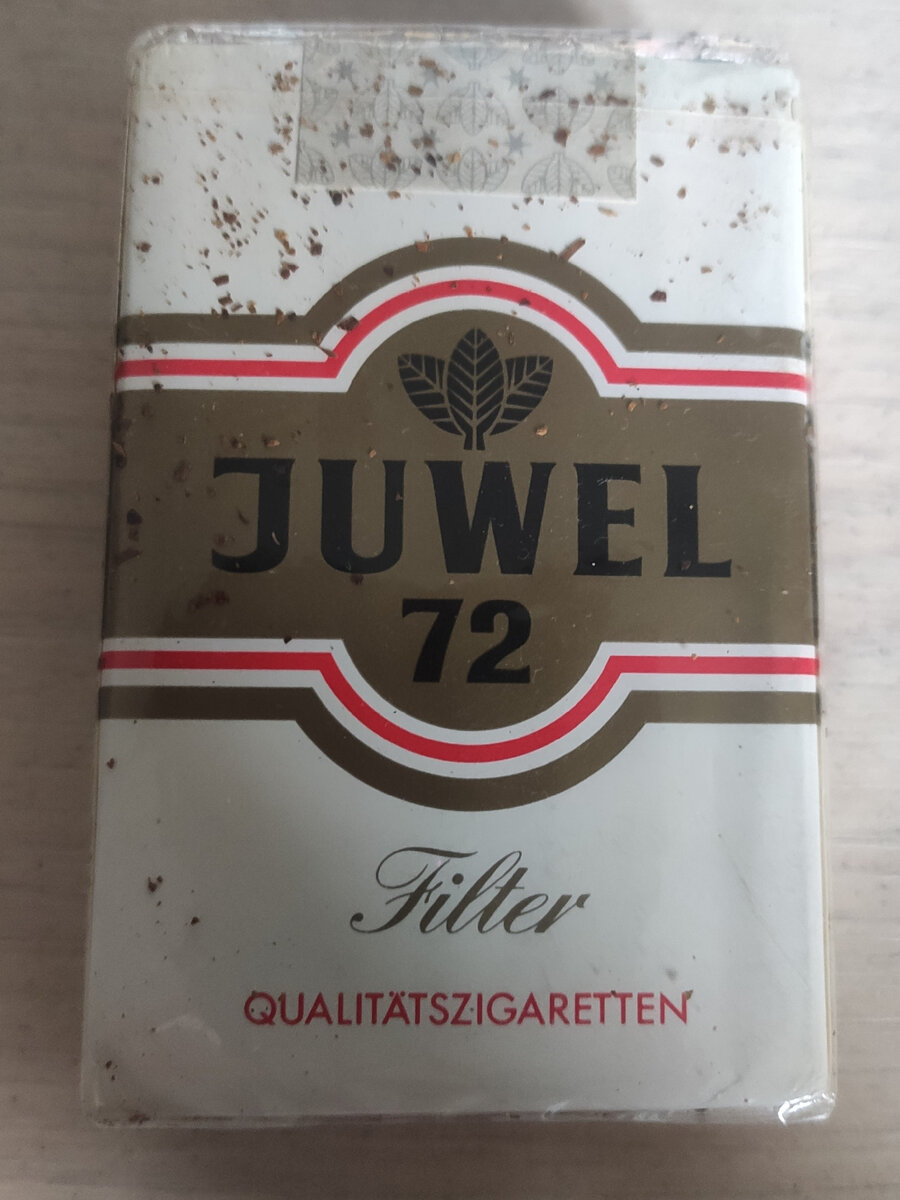 JUWEL
72
Filter
QUALITÄTSZIGARETTEN